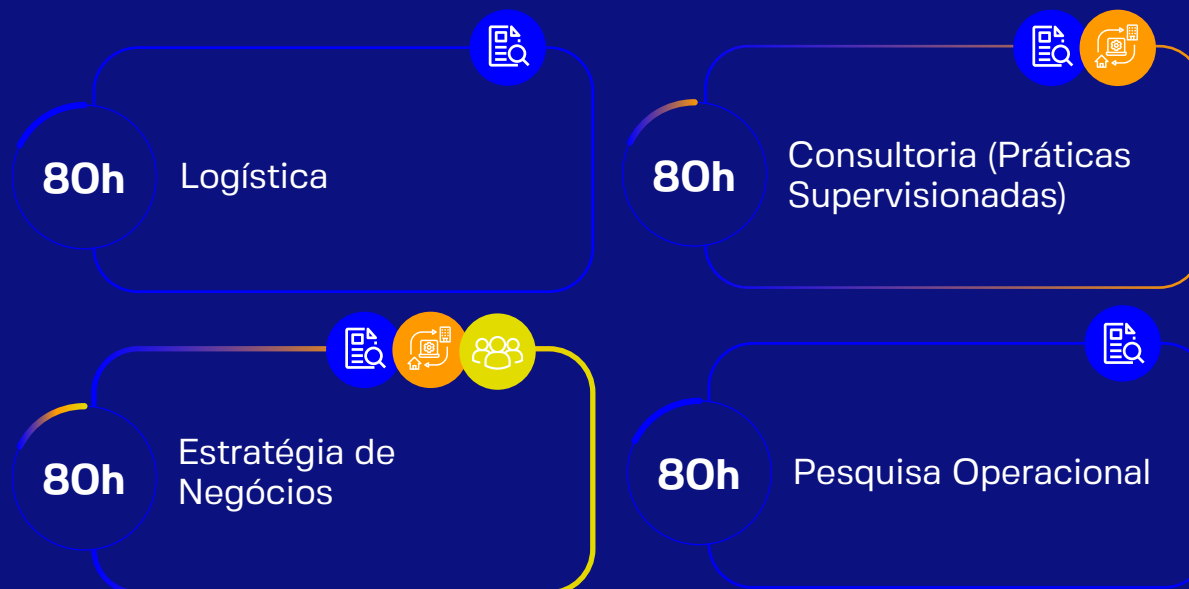 80h
Logística
80h
Consultoria (Práticas
Supervisionadas)
80h
Estratégia de
Negócios
80h
Pesquisa Operacional